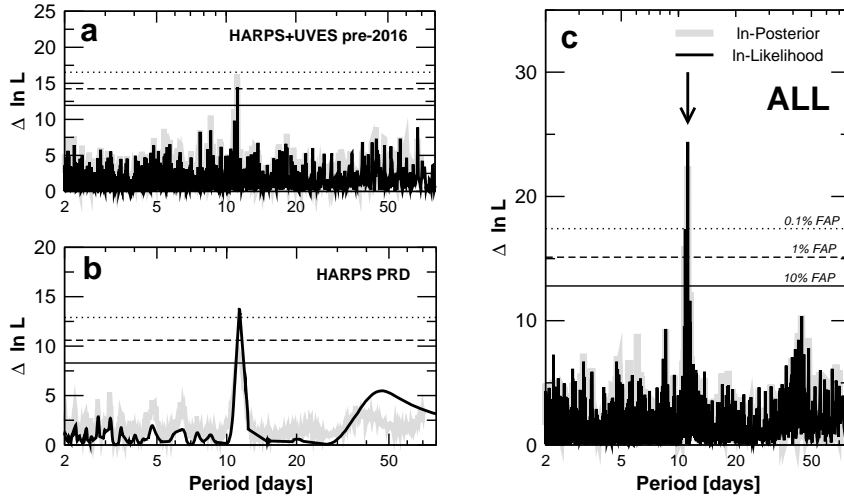 a
HARPS+UVES pre-2016
Δ ln L
25
20
15
10
5
0
2
5
10
20
50
b
HARPS PRD
Δ ln L
20
15
10
5
0
2
5
10
20
50
Period [days]
c
ln-Posterior
ln-Likelihood
ALL
Δ ln L
30
20
10
0
0.1% FAP
1% FAP
10% FAP
2
5
10
20
50
Period [days]